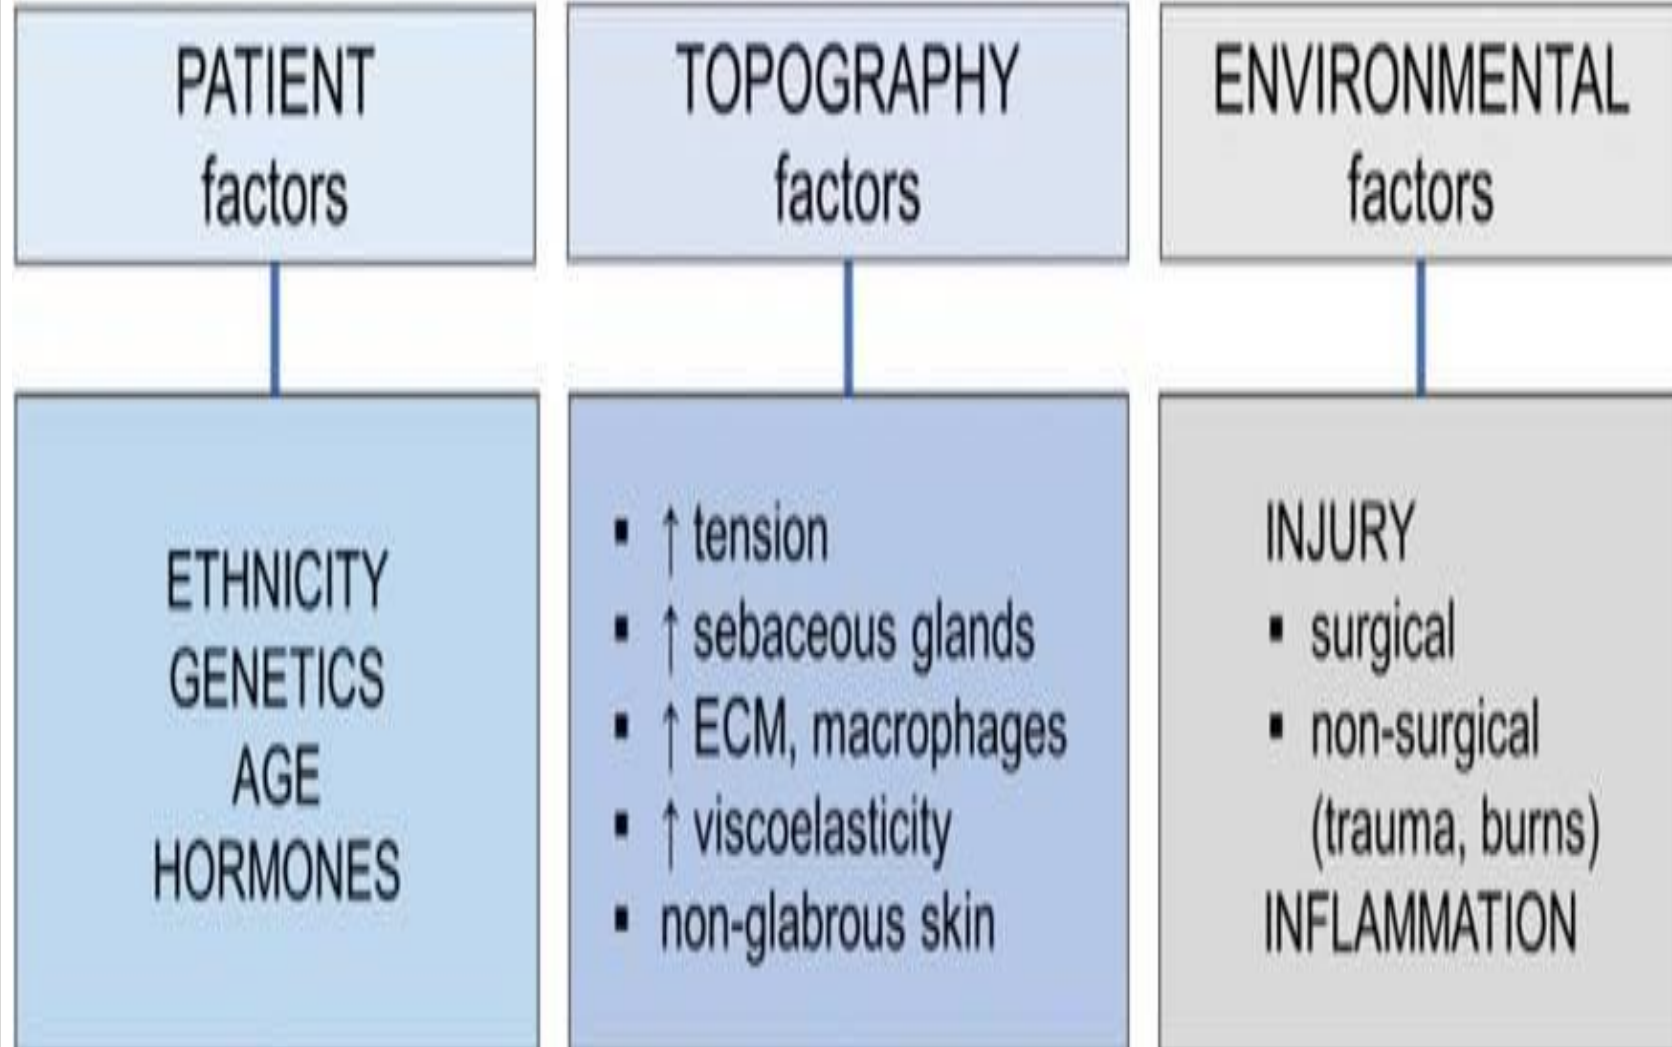 PATIENT
factors
TOPOGRAPHY
factors
ENVIRONMENTAL
factors
ETHNICITY
GENETICS
AGE
HORMONES
▪ ↑ tension
▪ ↑ sebaceous glands
▪ ↑ ECM, macrophages
▪ ↑ viscoelasticity
▪ non-glabrous skin
INJURY
▪ surgical
▪ non-surgical
(trauma, burns)
INFLAMMATION